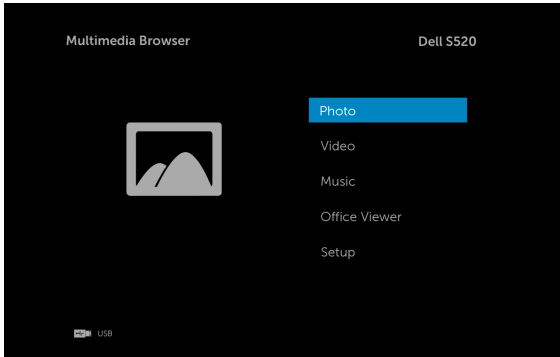 Multimedia Browser
Dell S520
Photo
Video
Music
Office Viewer
Setup
USB